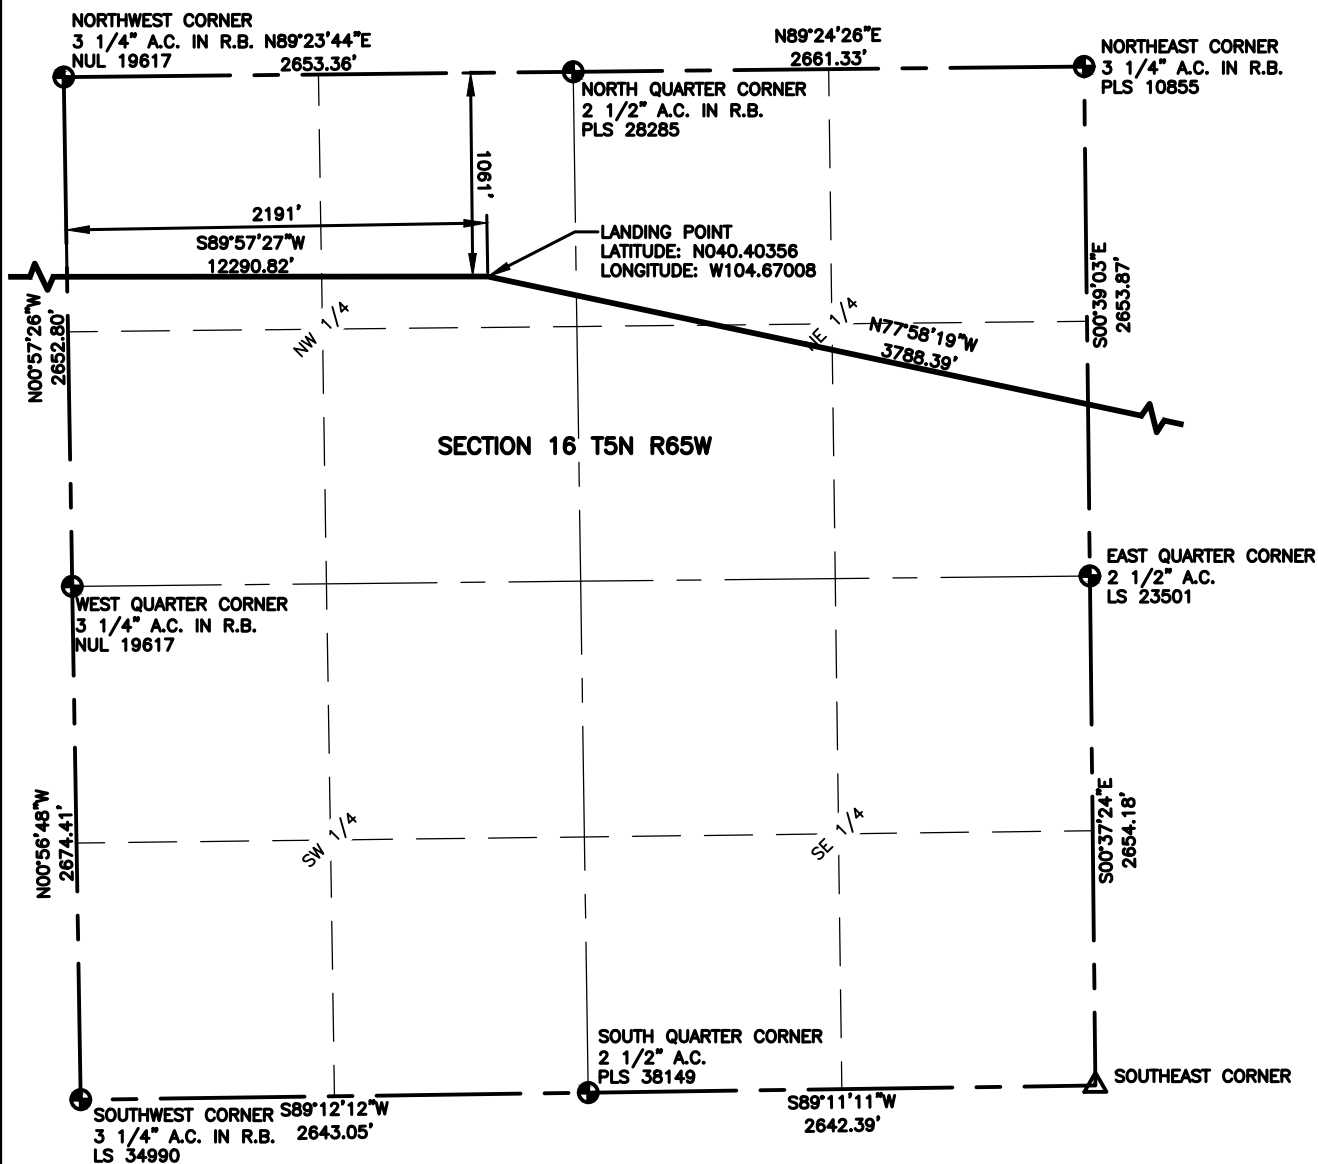 NORTHWEST CORNER
3 1/4" A.C. IN R.B.
NUL 19617
N89°23'44"E
2653.36'
N89°24'26"E
2661.33'
NORTHEAST CORNER
3 1/4" A.C. IN R.B.
PLS 10855
NORTH QUARTER CORNER
2 1/2" A.C. IN R.B.
PLS 28285
1061'
2191'
S89°57'27"W
12290.82'
LANDING POINT
LATITUDE: N040.40356
LONGITUDE: W104.67008
N00°57'26"W
2652.80'
NW 1/4
NE 1/4
N77°58'19"W
3788.39'
S00°39'03"E
2653.87'
SECTION 16 T5N R65W
EAST QUARTER CORNER
2 1/2" A.C.
LS 23501
WEST QUARTER CORNER
3 1/4" A.C. IN R.B.
NUL 19617
N00°56'48"W
2674.41'
SW 1/4
SE 1/4
S00°37'24"E
2654.18'
SOUTH QUARTER CORNER
2 1/2" A.C.
PLS 38149
SOUTHEAST CORNER
SOUTHWEST CORNER
3 1/4" A.C. IN R.B.
LS 34990
S89°12'12"W
2643.05'
S89°11'11"W
2642.39'